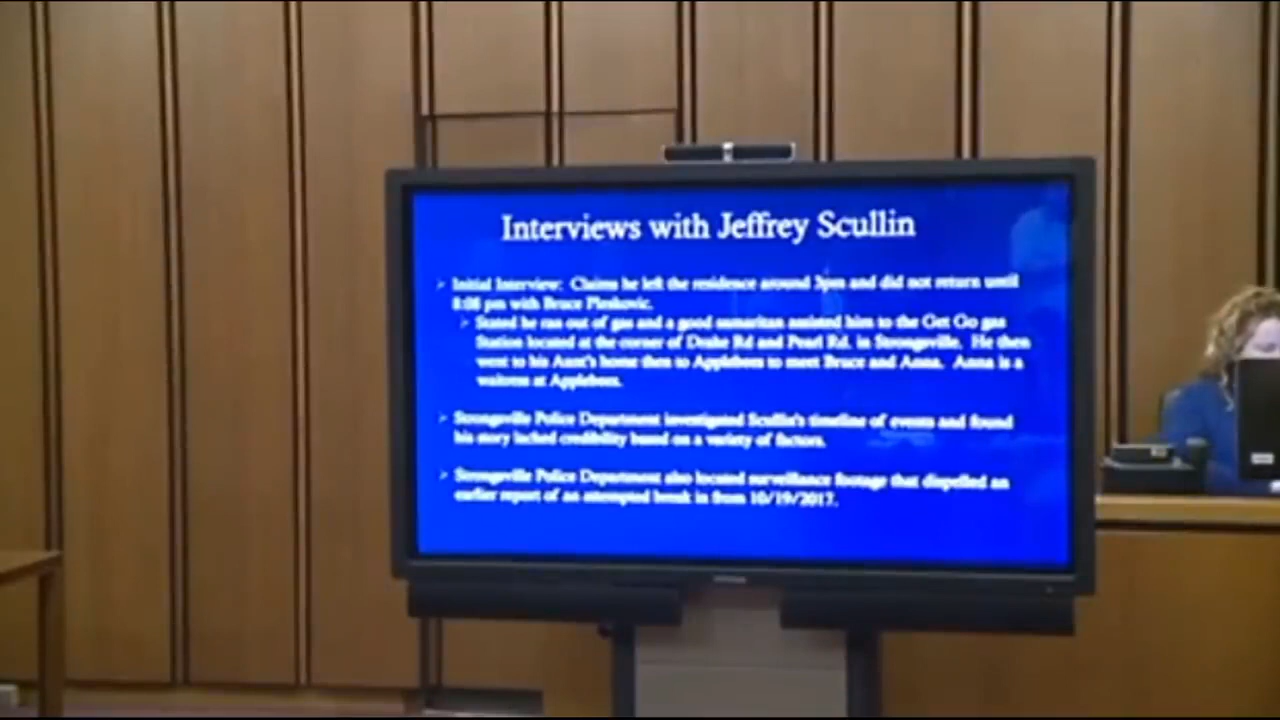 Interviews with Jeffrey Scullin
Initial Interview: Claims he left the residence around 3pm and did not return until
8:08 pm with Bruce Pleskovic.
Stated he ran out of gas and a good samaritan assisted him to the Get Go gas
Station located at the corner of Drake Rd and Pearl Rd. in Strongsville. He then
went to his Aunt's home then to Applebees to meet Bruce and Anna. Anna is a
waitress at Applebees.
Strongsville Police Department investigated Scullin's timeline of events and found
his story lacked credibility based on a variety of factors.
Strongsville Police Department also located surveillance footage that dispelled an
earlier report of an attempted break in from 10/19/2017.